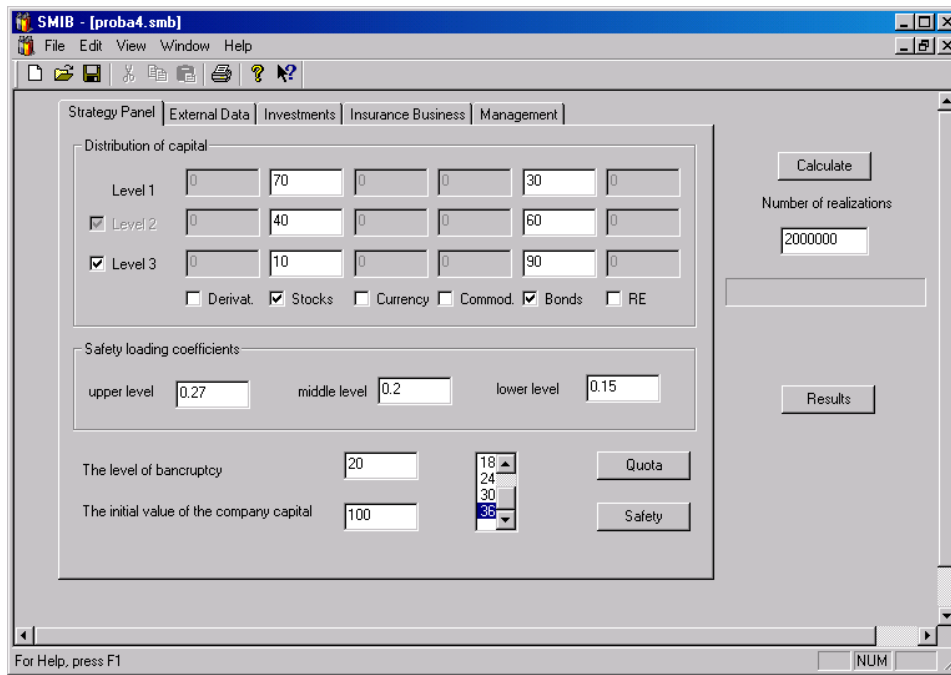 SMIB - [proba4.smb]
File Edit View Window Help
Strategy Panel External Data Investments Insurance Business Management
Distribution of capital
Level 1 0 70 0 0 30 0
Level 2 0 40 0 0 60 0
Level 3 0 10 0 0 90 0
Derivat. Stocks Currency Commod. Bonds RE
Calculate
Number of realizations
2000000
Safety loading coefficients
upper level 0.27 middle level 0.2 lower level 0.15
Results
The level of bancruptcy 20
The initial value of the company capital 100
18
24
30
36
Quota
Safety
For Help, press F1 NUM